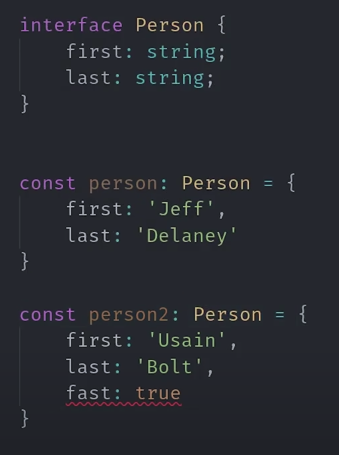 interface Person {
    first: string;
    last: string;
}
const person: Person = {
    first: 'Jeff',
    last: 'Delaney'
}
const person2: Person = {
    first: 'Usain',
    last: 'Bolt',
    fast: true
}